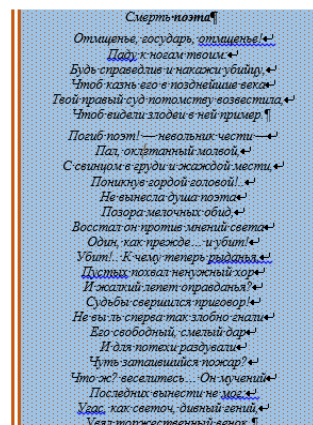 Смерть поэта
Отмщенье, государь, отмщенье!
Паду к ногам твоим:
Будь справедлив и накажи убийцу,
Чтоб казнь его в позднейшие века
Твой правый суд потомству возвестила,
Чтоб видели злодеи в ней пример.
Погиб поэт! — невольник чести —
Пал, оклетанный молвой,
С свинцом в груди и жаждой мести,
Поникнув гордой головой!..
Не вынесла душа поэта
Позора мелочных обид,
Восстал он против мнений света
Один, как прежде… и убит!
Убит!.. К чему теперь рыданья,
Пустых похвал ненужный хор
И жалкий лепет оправданья?
Судьбы свершился приговор!
Не вы ль сперва так злобно гнали
Его свободный, смелый дар
И для потехи раздували
Чуть затаившийся пожар?
Что ж? веселитесь… Он мучений
Последних вынести не мог:
Угас, как светоч, дивный гений,
Увял торжественный венок.